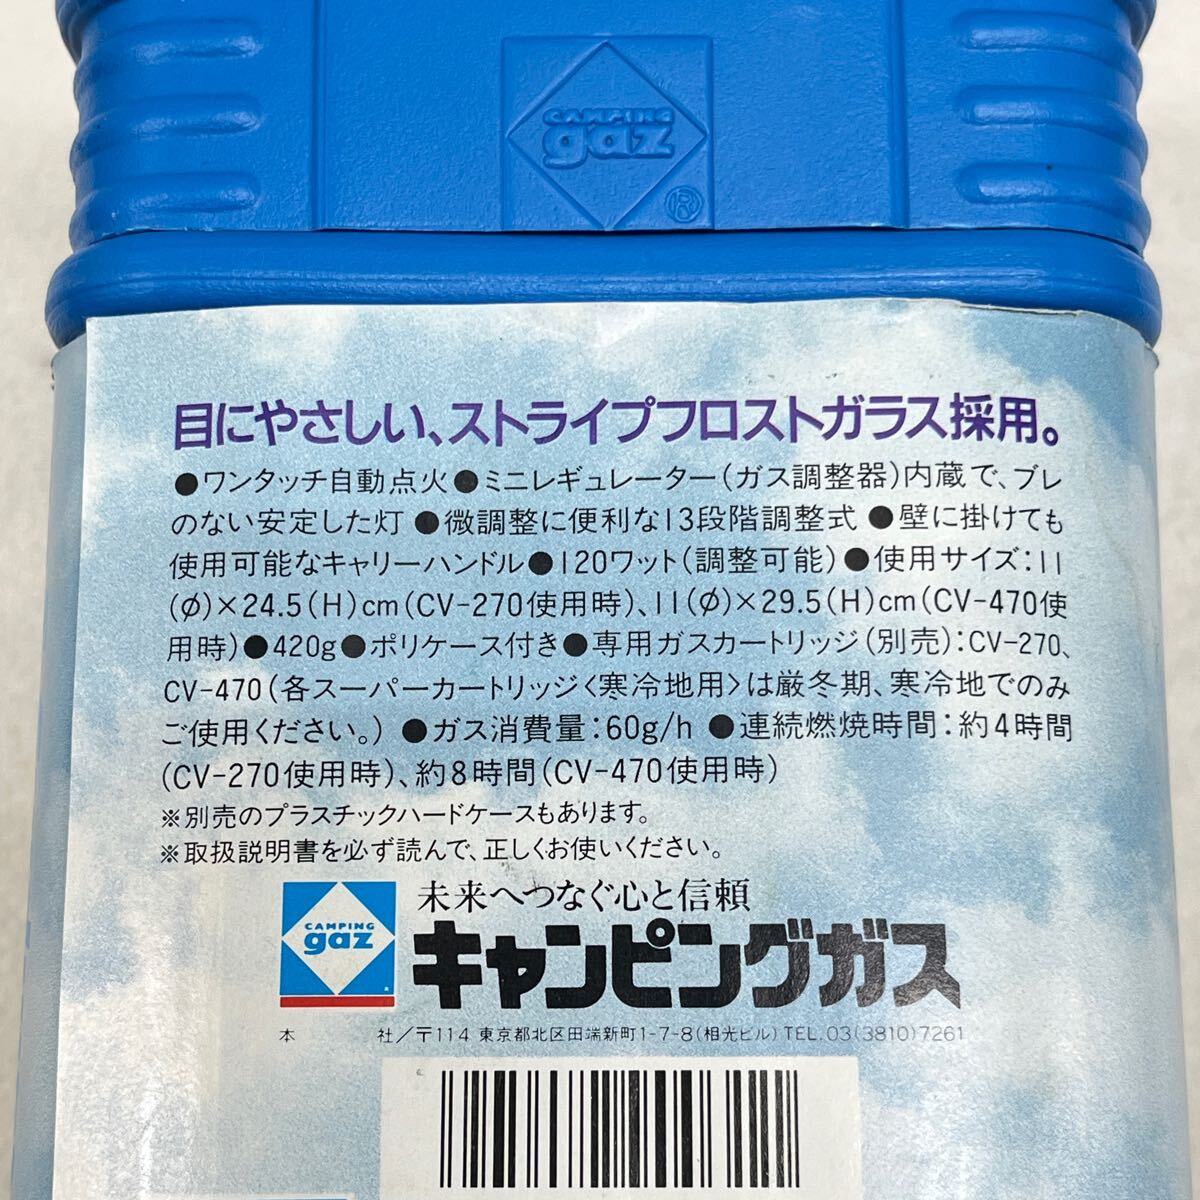 CAMPING
gaz
®
目にやさしい、ストライプフロストガラス採用。
●ワンタッチ自動点火●ミニレギュレーター(ガス調整器)内蔵で、ブレ
のない安定した灯●微調整に便利な13段階調整式●壁に掛けても
使用可能なキャリーハンドル●120ワット(調整可能)●使用サイズ:11
(Ø)×24.5(H)cm(CV-270使用時)、11(Ø)×29.5(H)cm(CV-470使
用時)●420g●ポリケース付き●専用ガスカートリッジ(別売):CV-270、
CV-470(各スーパーカートリッジ<寒冷地用>は厳冬期、寒冷地でのみ
ご使用ください。)●ガス消費量:60g/h●連続燃焼時間:約4時間
(CV-270使用時)、約8時間(CV-470使用時)
※別売のプラスチックハードケースもあります。
※取扱説明書を必ず読んで、正しくお使いください。
CAMPING
gaz
未来へつなぐ心と信頼
キャンピングガス
本 社/〒114 東京都北区田端新町1-7-8(相光ビル)TEL.03(3810)7261